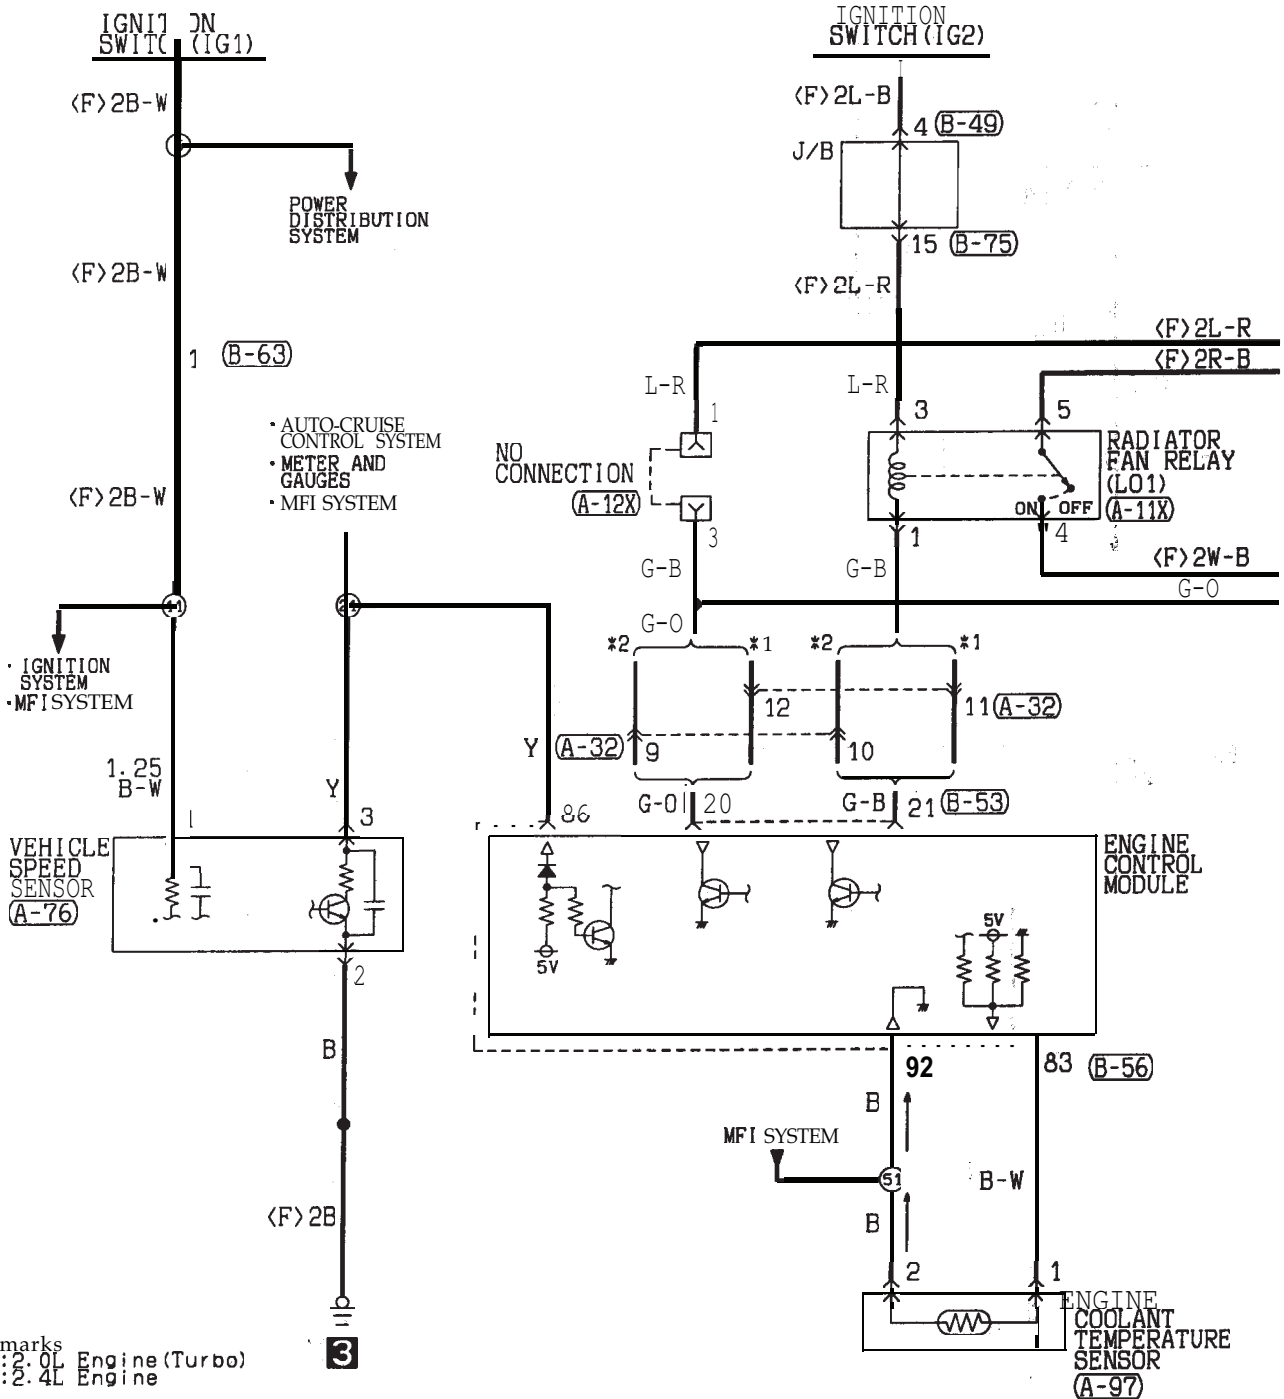 IGNITION
SWITCH(IG2)
SWITC (IG1)
<F>2B-W
<F>2L-B
4 (B-49)
J/B
POWER
DISTRIBUTION
SYSTEM
15 (B-75)
<F>2B-W
<F>2L-R
<F>2L-R
1 (B-63)
<F>2R-B
L-R
1
L-R
3
5
· AUTO-CRUISE
CONTROL SYSTEM
· METER AND
GAUGES
· MFI SYSTEM
NO
CONNECTION
(A-12X)
RADIATOR
FAN RELAY
(L01)
(A-11X)
ON OFF
<F>2B-W
3
1
4
G-B
G-B
<F>2W-B
G-O
21
G-O
*2
*1
*2
*1
· IGNITION
SYSTEM
· MFI SYSTEM
12
11 (A-32)
Y (A-32) 9
10
1.25
B-W
Y
G-O 20
G-B 21 (B-53)
1
3
86
VEHICLE
SPEED
SENSOR
(A-76)
ENGINE
CONTROL
MODULE
5V
5V
2
B
92
83 (B-56)
B
MFI SYSTEM
51
B-W
B
<F>2B
2
1
ENGINE
COOLANT
TEMPERATURE
SENSOR
(A-97)
3
marks
:2.0L Engine(Turbo)
:2.4L Engine